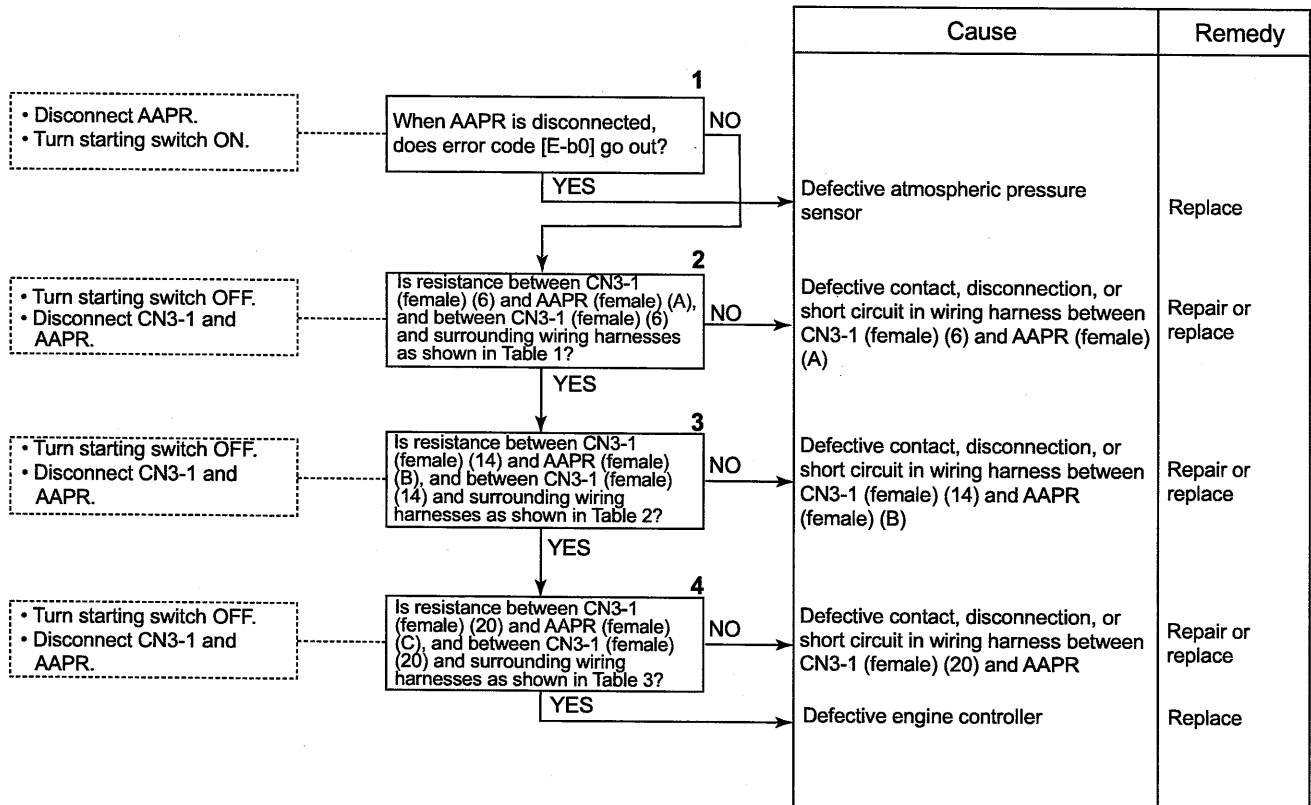 Cause
Remedy
1
• Disconnect AAPR.
• Turn starting switch ON.
When AAPR is disconnected,
does error code [E-b0] go out?
NO
YES
Defective atmospheric pressure
sensor
Replace
2
• Turn starting switch OFF.
• Disconnect CN3-1 and
AAPR.
Is resistance between CN3-1
(female) (6) and AAPR (female) (A),
and between CN3-1 (female) (6)
and surrounding wiring harnesses
as shown in Table 1?
NO
YES
Defective contact, disconnection, or
short circuit in wiring harness between
CN3-1 (female) (6) and AAPR (female)
(A)
Repair or
replace
3
• Turn starting switch OFF.
• Disconnect CN3-1 and
AAPR.
Is resistance between CN3-1
(female) (14) and AAPR (female)
(B), and between CN3-1 (female)
(14) and surrounding wiring
harnesses as shown in Table 2?
NO
YES
Defective contact, disconnection, or
short circuit in wiring harness between
CN3-1 (female) (14) and AAPR
(female) (B)
Repair or
replace
4
• Turn starting switch OFF.
• Disconnect CN3-1 and
AAPR.
Is resistance between CN3-1
(female) (20) and AAPR (female)
(C), and between CN3-1 (female)
(20) and surrounding wiring
harnesses as shown in Table 3?
NO
YES
Defective contact, disconnection, or
short circuit in wiring harness between
CN3-1 (female) (20) and AAPR
Repair or
replace
Defective engine controller
Replace